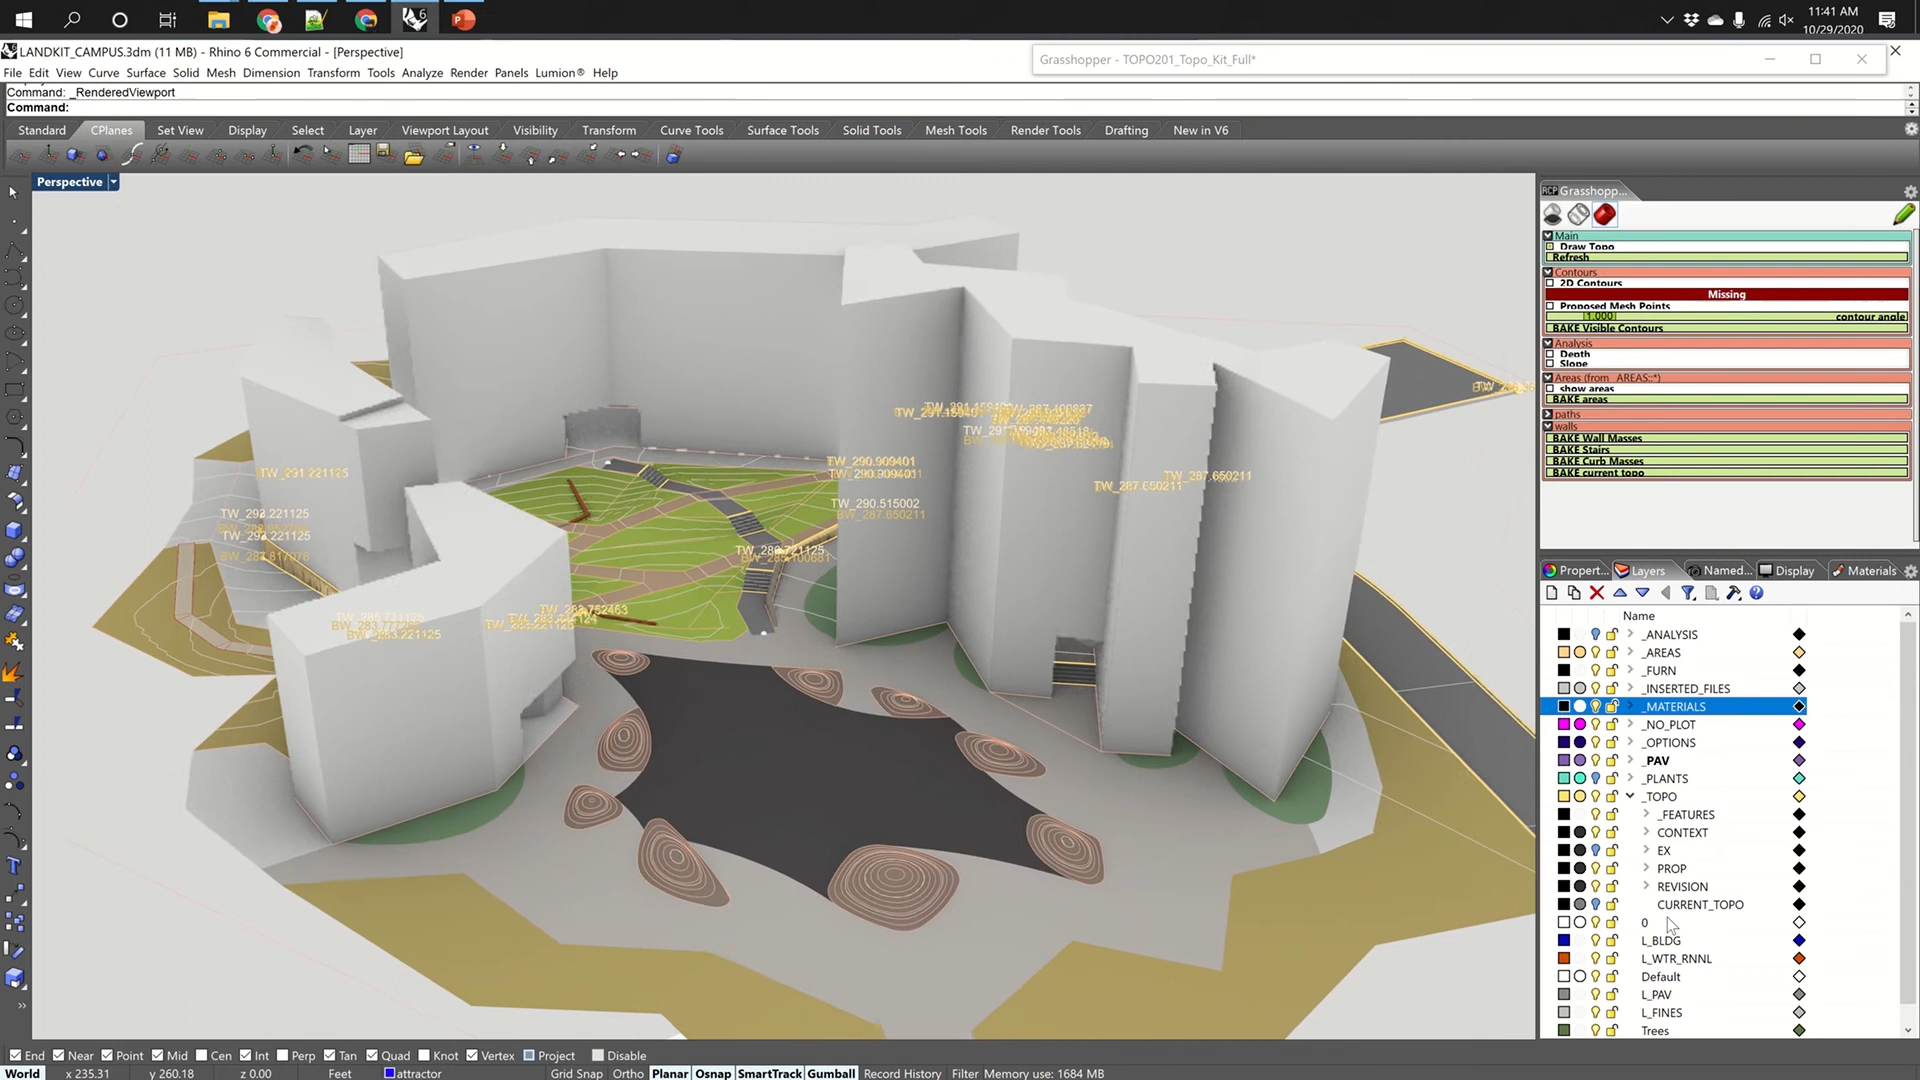 11:41 AM
10/29/2020
LANDKIT_CAMPUS.3dm (11 MB) - Rhino 6 Commercial - [Perspective]
Grasshopper - TOPO201_Topo_Kit_Full*
File Edit View Curve Surface Solid Mesh Dimension Transform Tools Analyze Render Panels Lumion® Help
Command: _RenderedViewport
Command:
Standard CPlanes Set View Display Select Layer Viewport Layout Visibility Transform Curve Tools Surface Tools Solid Tools Mesh Tools Render Tools Drafting New in V6
Perspective
RCP Grasshopp...
Main
Draw Topo
Refresh
Contours
2D Contours
Missing
Proposed Mesh Points
1.000 contour angle
BAKE Visible Contours
Analysis
Depth
Slope
Areas (from _AREAS::*)
show areas
BAKE areas
paths
walls
BAKE Wall Masses
BAKE Stairs
BAKE Curb Masses
BAKE current topo
TW_291.221125
TW_293.221125
TW_293.221125
TW_290.909401
TW_290.515002
BW_287.650211
TW_287.650211
TW_287.650211
BW_283.221125
Propert... Layers Named... Display Materials
Name
_ANALYSIS
_AREAS
_FURN
_INSERTED_FILES
_MATERIALS
_NO_PLOT
_OPTIONS
_PAV
_PLANTS
_TOPO
_FEATURES
CONTEXT
EX
PROP
REVISION
CURRENT_TOPO
0
L_BLDG
L_WTR_RNNL
Default
L_PAV
L_FINES
Trees
End Near Point Mid Cen Int Perp Tan Quad Knot Vertex Project Disable
World x 235.31 y 260.18 z 0.00 Feet attractor Grid Snap Ortho Planar Osnap SmartTrack Gumball Record History Filter Memory use: 1684 MB